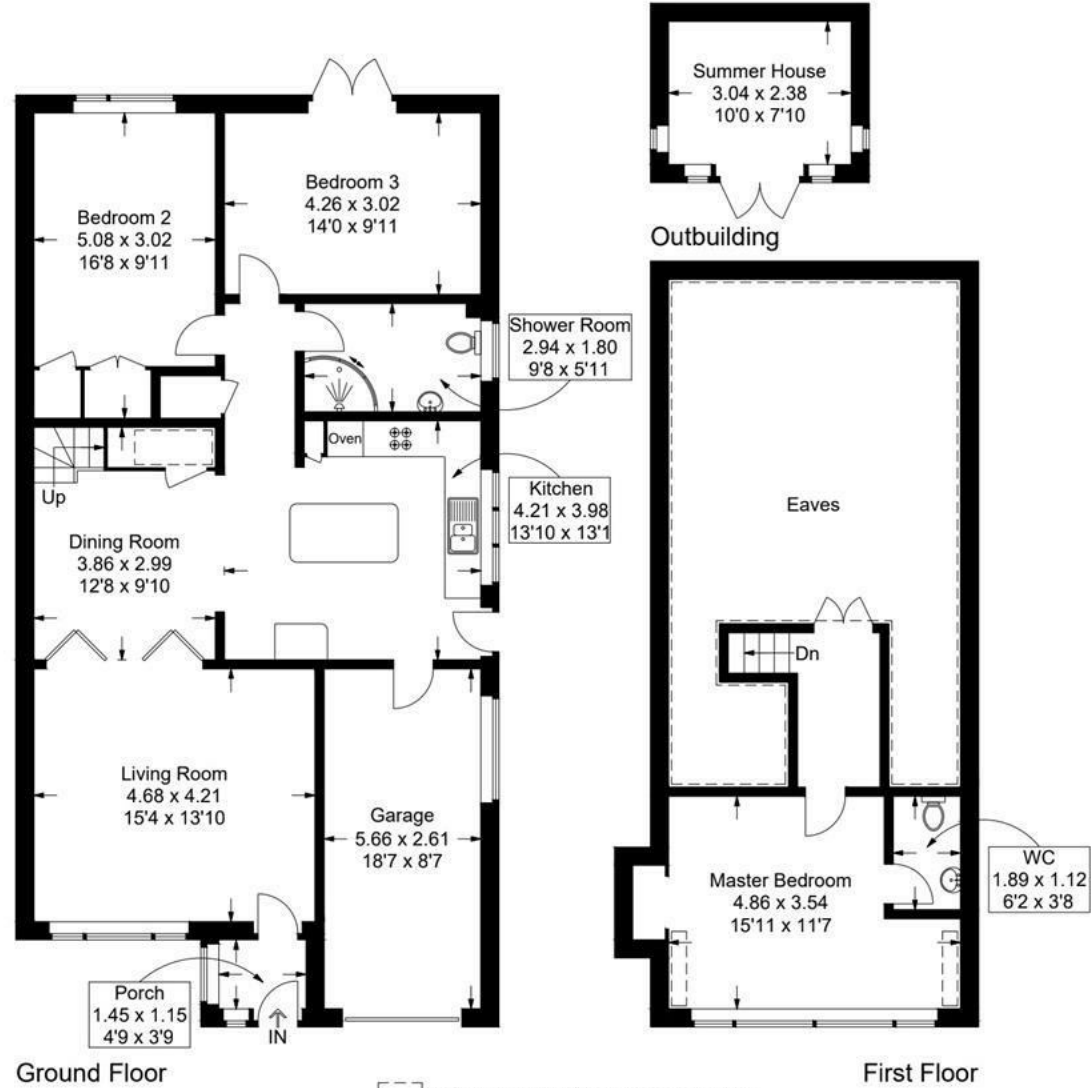 Summer House
3.04 x 2.38
10'0 x 7'10
Outbuilding
Bedroom 2
5.08 x 3.02
16'8 x 9'11
Bedroom 3
4.26 x 3.02
14'0 x 9'11
Shower Room
2.94 x 1.80
9'8 x 5'11
Oven
Kitchen
4.21 x 3.98
13'10 x 13'1
Up
Dining Room
3.86 x 2.99
12'8 x 9'10
Living Room
4.68 x 4.21
15'4 x 13'10
Garage
5.66 x 2.61
18'7 x 8'7
Porch
1.45 x 1.15
4'9 x 3'9
IN
Ground Floor
Eaves
Dn
Master Bedroom
4.86 x 3.54
15'11 x 11'7
WC
1.89 x 1.12
6'2 x 3'8
First Floor